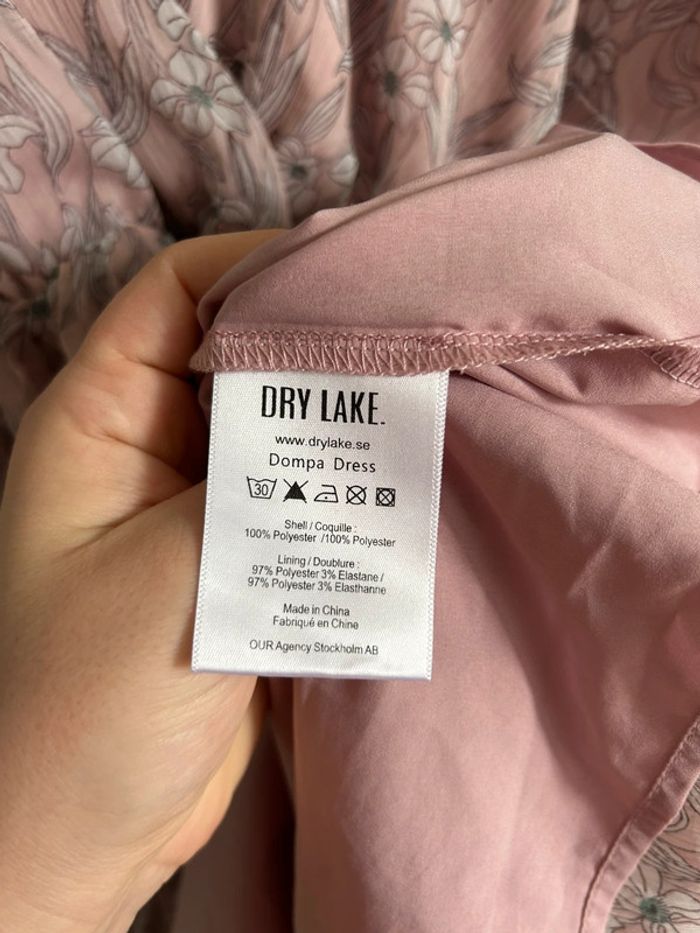 DRY LAKE.
www.drylake.se
Dompa Dress
30
Shell / Coquille :
100% Polyester /100% Polyester
Lining / Doublure :
97% Polyester 3% Elastane /
97% Polyester 3% Elasthanne
Made in China
Fabriqué en Chine
OUR Agency Stockholm AB